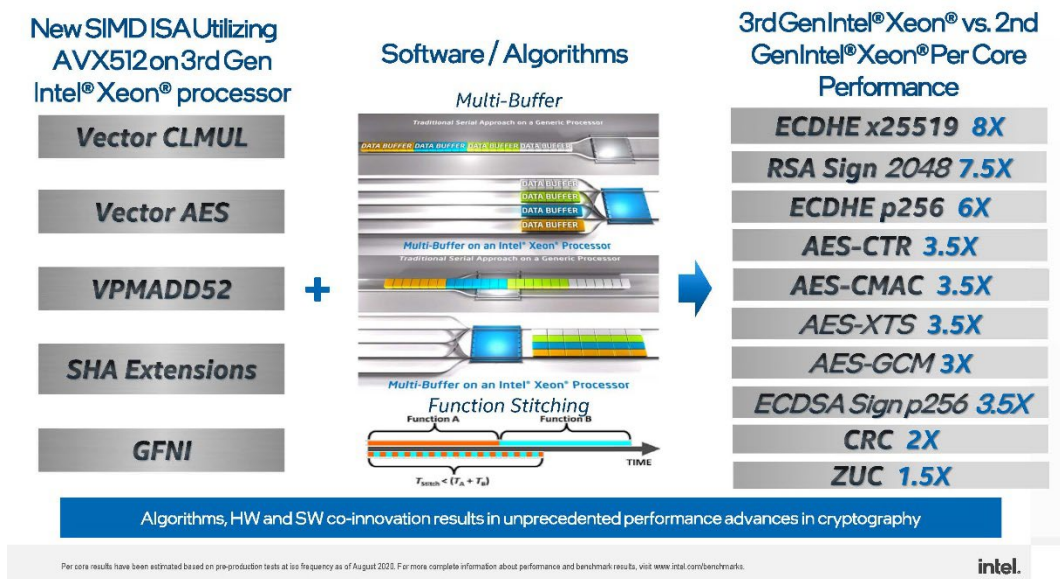 New SIMD ISA Utilizing
AVX512 on 3rd Gen
Intel® Xeon® processor
Vector CLMUL
Vector AES
VPMADD52
SHA Extensions
GFNI
+
Software / Algorithms
Multi-Buffer
Traditional Serial Approach on a Generic Processor
DATA BUFFER DATA BUFFER DATA BUFFER DATA BUFFER
DATA BUFFER
DATA BUFFER
DATA BUFFER
DATA BUFFER
Multi-Buffer on an Intel® Xeon® Processor
Traditional Serial Approach on a Generic Processor
Multi-Buffer on an Intel® Xeon® Processor
Function Stitching
Function A Function B
TIME
Tstitch < (TA + TB)
3rd Gen Intel® Xeon® vs. 2nd
Gen Intel® Xeon® Per Core
Performance
ECDHE x25519 8X
RSA Sign 2048 7.5X
ECDHE p256 6X
AES-CTR 3.5X
AES-CMAC 3.5X
AES-XTS 3.5X
AES-GCM 3X
ECDSA Sign p256 3.5X
CRC 2X
ZUC 1.5X
Algorithms, HW and SW co-innovation results in unprecedented performance advances in cryptography
Per core results have been estimated based on pre-production tests at iso frequency as of August 2020. For more complete information about performance and benchmark results, visit www.intel.com/benchmarks.
intel.